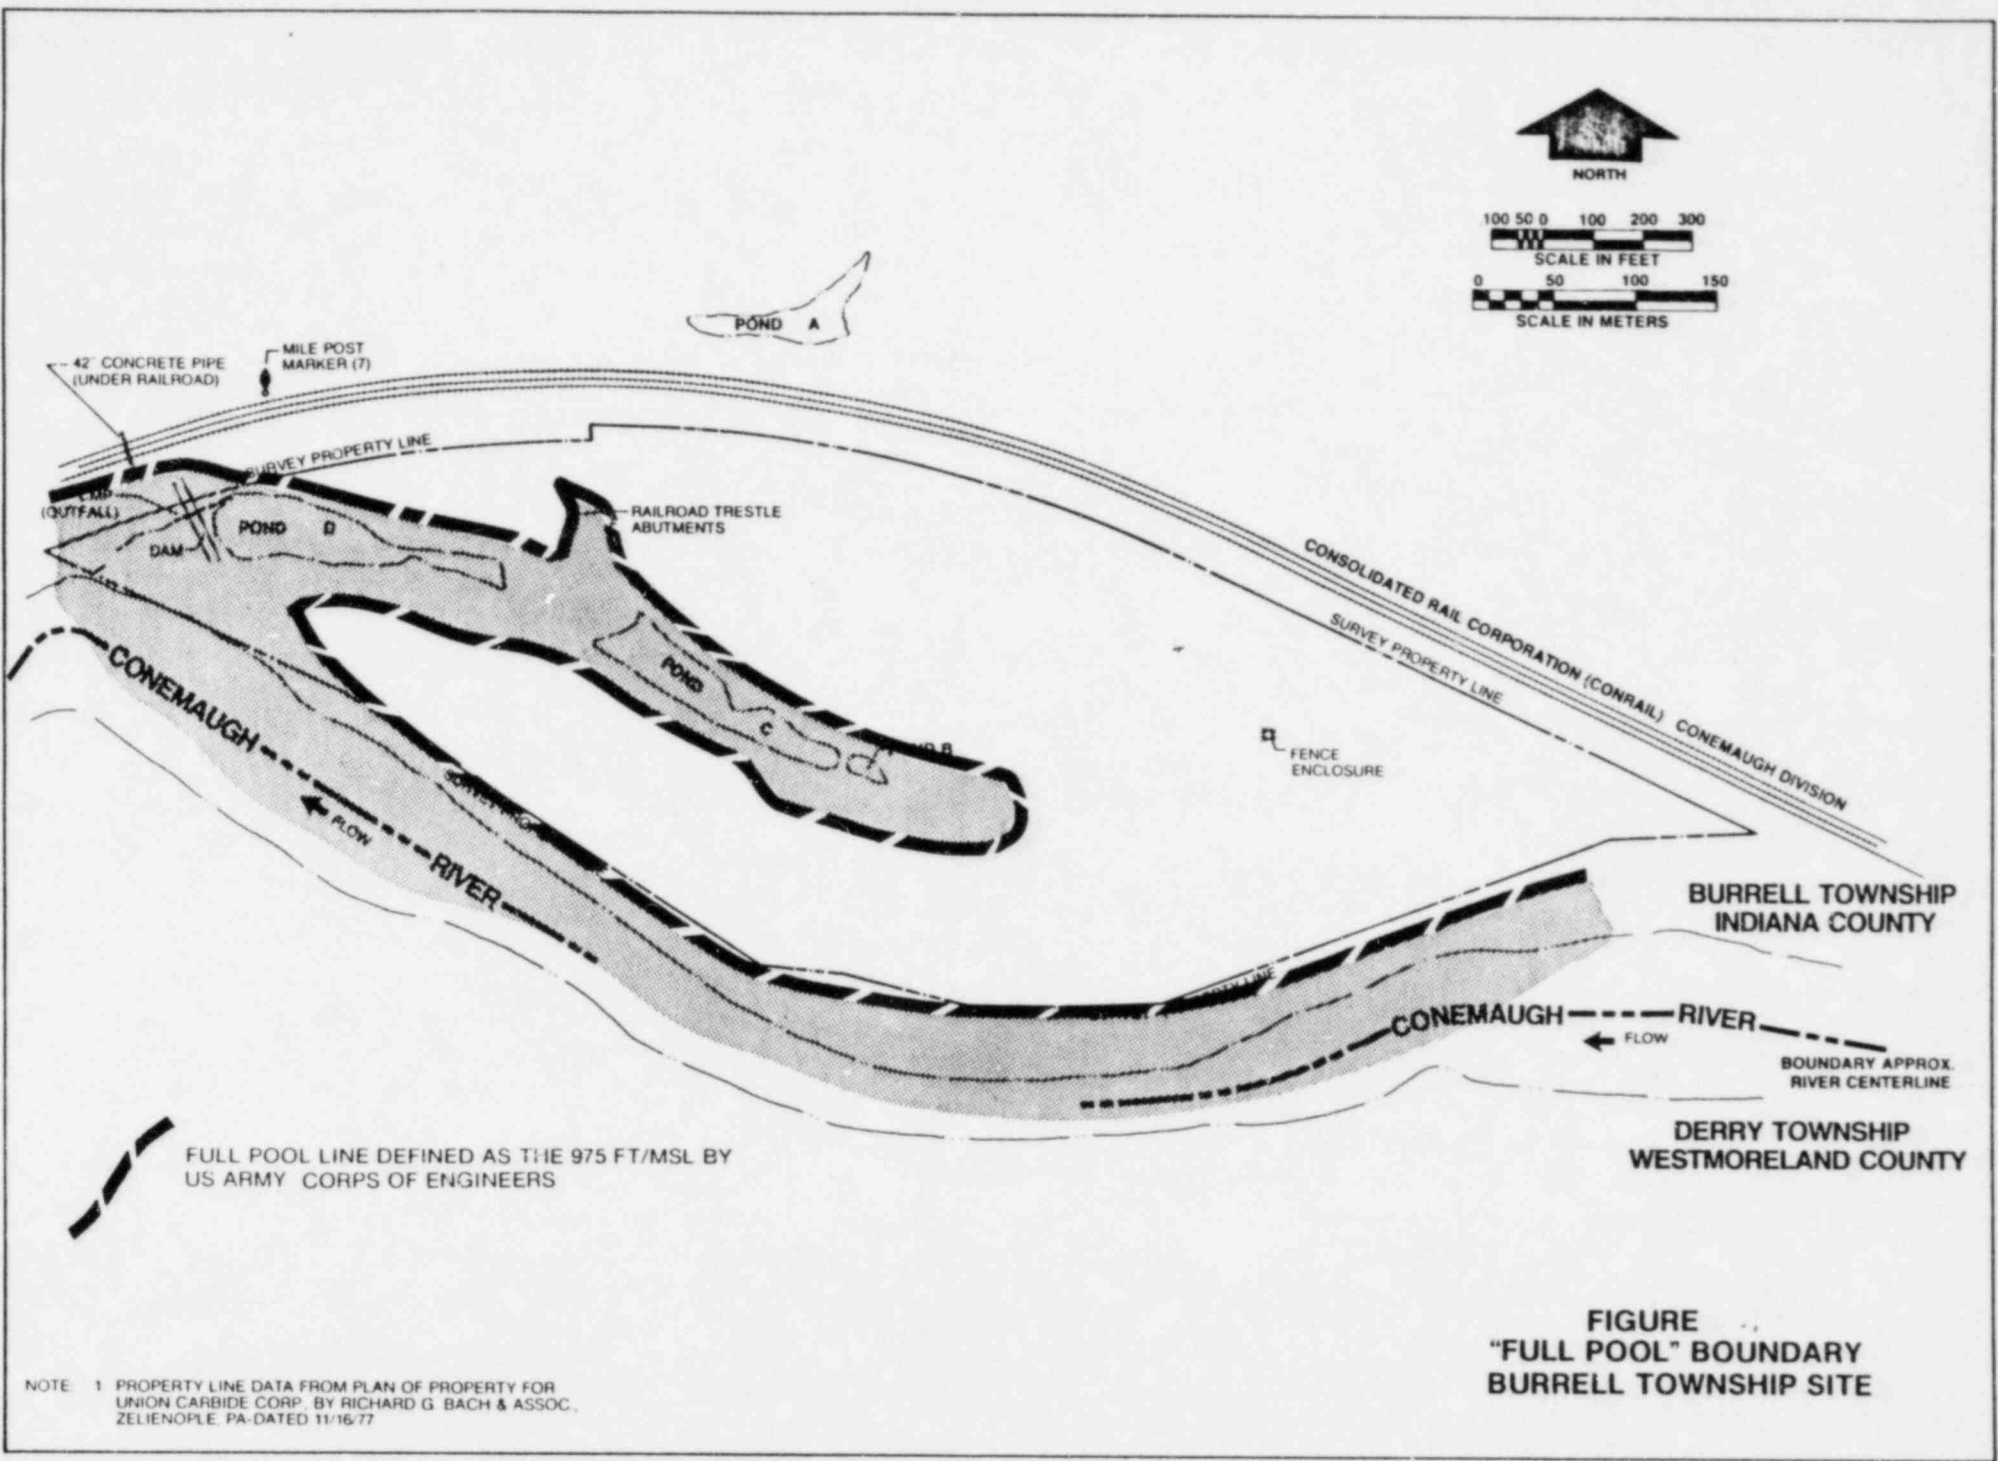 NORTH
100 50 0 100 200 300
SCALE IN FEET
0 50 100 150
SCALE IN METERS
POND A
42" CONCRETE PIPE
(UNDER RAILROAD)
MILE POST
MARKER (7)
SURVEY PROPERTY LINE
CMP
(OUTFALL)
POND D
DAM
RAILROAD TRESTLE
ABUTMENTS
CONSOLIDATED RAIL CORPORATION (CONRAIL) CONEMAUGH DIVISION
SURVEY PROPERTY LINE
POND
C
FENCE
ENCLOSURE
CONEMAUGH
RIVER
FLOW
LINE
BURRELL TOWNSHIP
INDIANA COUNTY
CONEMAUGH RIVER
FLOW
BOUNDARY APPROX.
RIVER CENTERLINE
DERRY TOWNSHIP
WESTMORELAND COUNTY
FULL POOL LINE DEFINED AS THE 975 FT/MSL BY
US ARMY CORPS OF ENGINEERS
FIGURE
"FULL POOL" BOUNDARY
BURRELL TOWNSHIP SITE
NOTE: 1 PROPERTY LINE DATA FROM PLAN OF PROPERTY FOR
UNION CARBIDE CORP. BY RICHARD G. BACH & ASSOC.,
ZELIENOPLE, PA-DATED 11/16/77